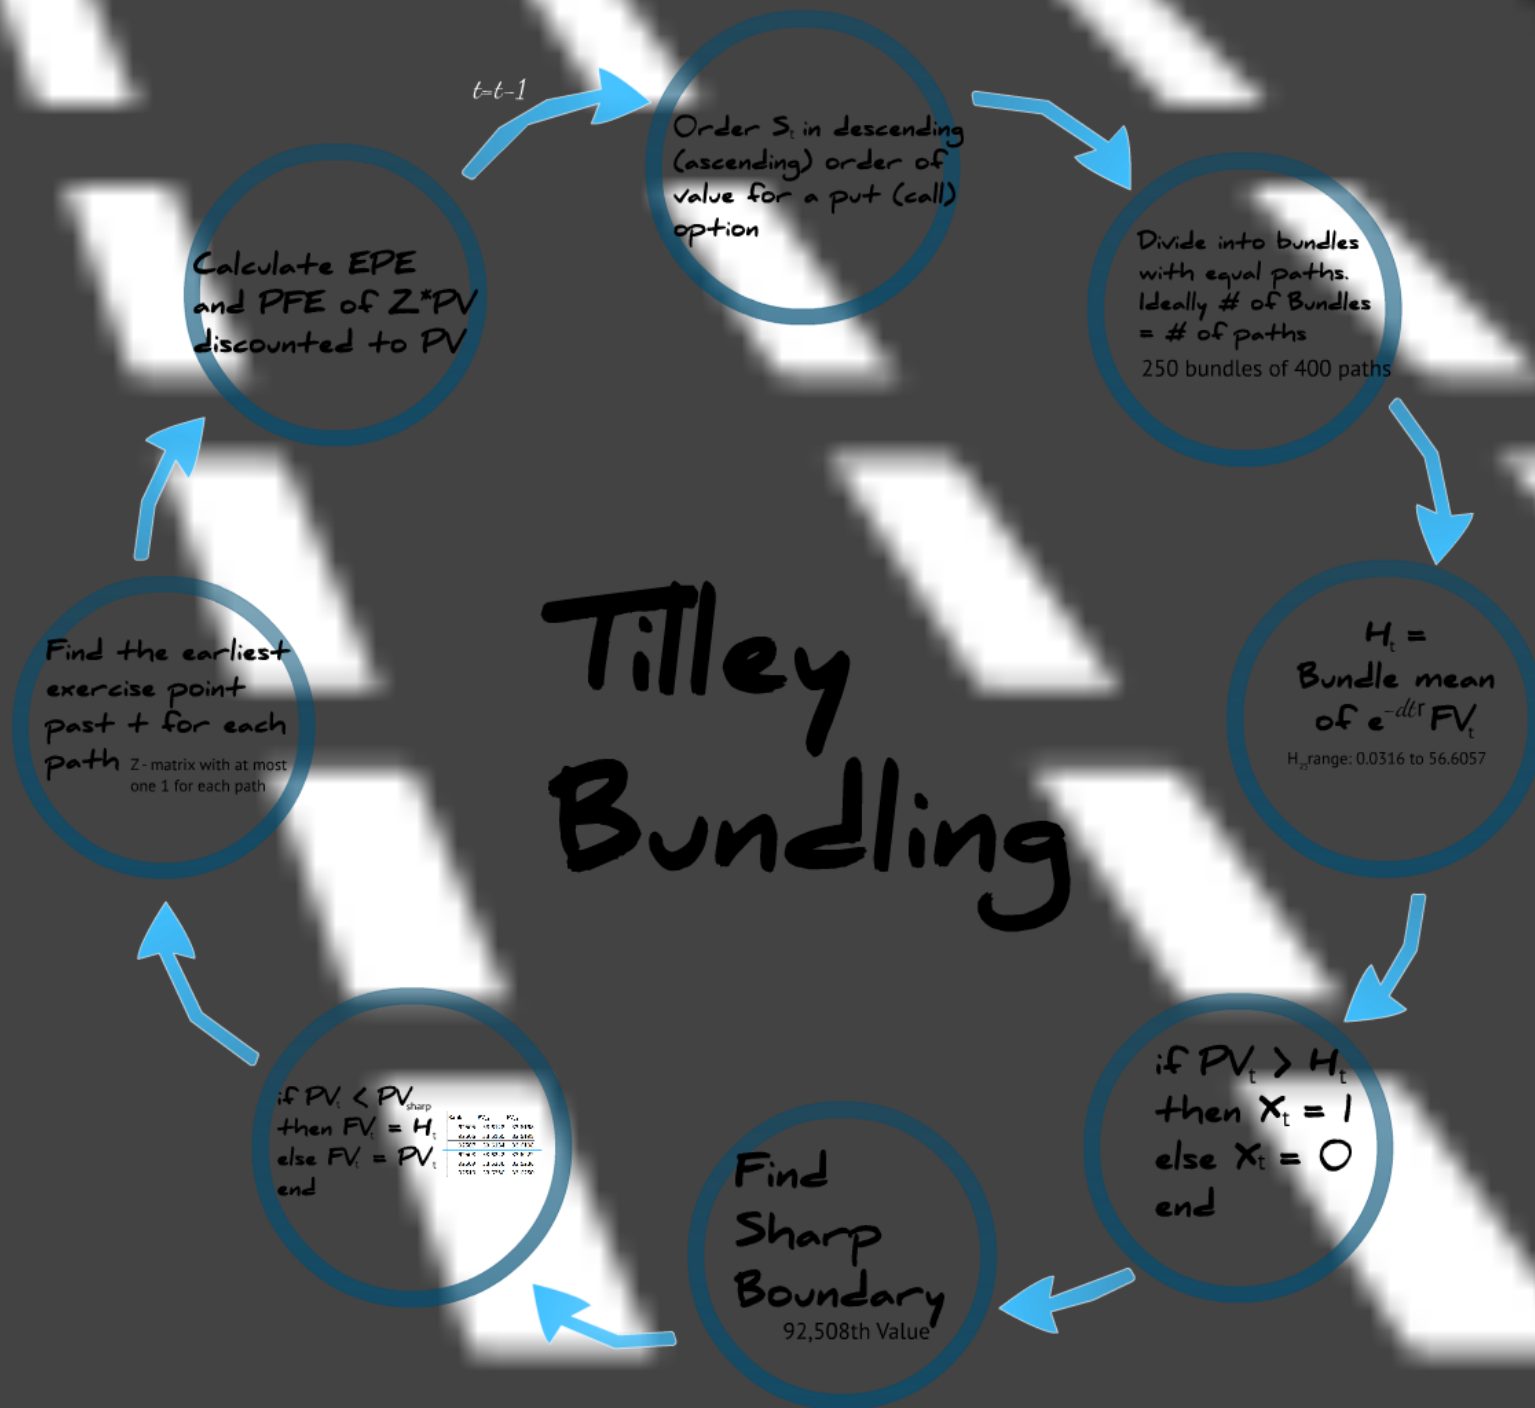 Tilley
Bundling
t=t-1
Order St in descending
(ascending) order of
value for a put (call)
option
Divide into bundles
with equal paths.
Ideally # of Bundles
= # of paths
250 bundles of 400 paths
Ht =
Bundle mean
of e^-dtr FVt
H25 range: 0.0316 to 56.6057
if PVt > Ht
then Xt = 1
else Xt = 0
end
Find
Sharp
Boundary
92,508th Value
if PVt < PVsharp
then FVt = Ht
else FVt = PVt
end
Find the earliest
exercise point
past t for each
path Z - matrix with at most
one 1 for each path
Calculate EPE
and PFE of Z*PV
discounted to PV